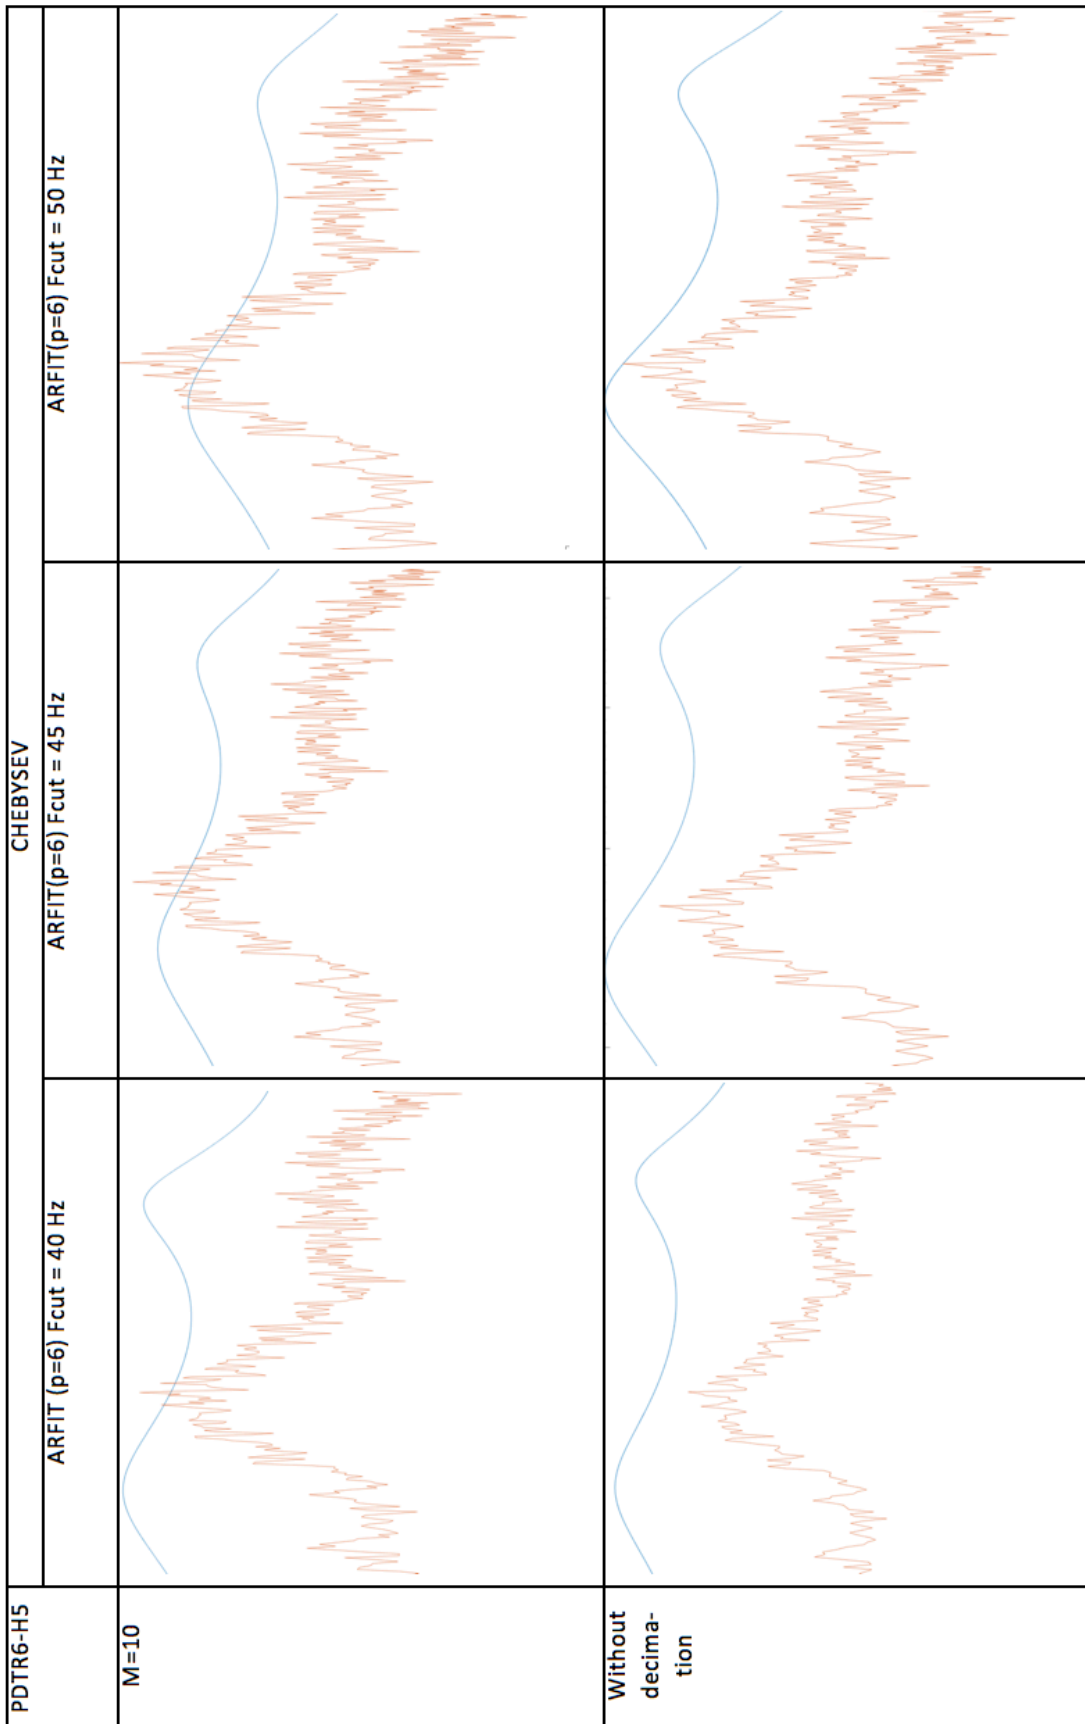 PDTR6-H5
CHEBYSEV
ARFIT (p=6) Fcut = 40 Hz
ARFIT(p=6) Fcut = 45 Hz
ARFIT(p=6) Fcut = 50 Hz
M=10
Without
decima-
tion